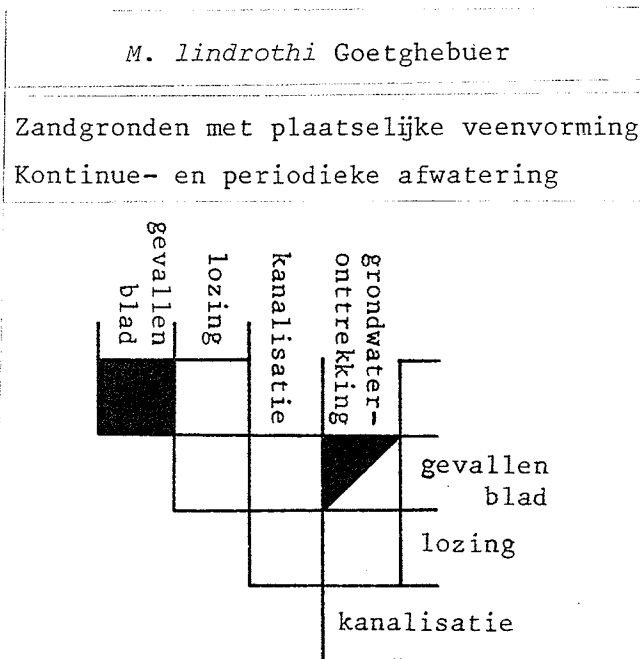 M. lindrothi Goetghebuer
Zandgronden met plaatselijke veenvorming
Kontinue- en periodieke afwatering
gevallen
blad
lozing
kanalisatie
grondwater-
onttrekking
gevallen
blad
lozing
kanalisatie